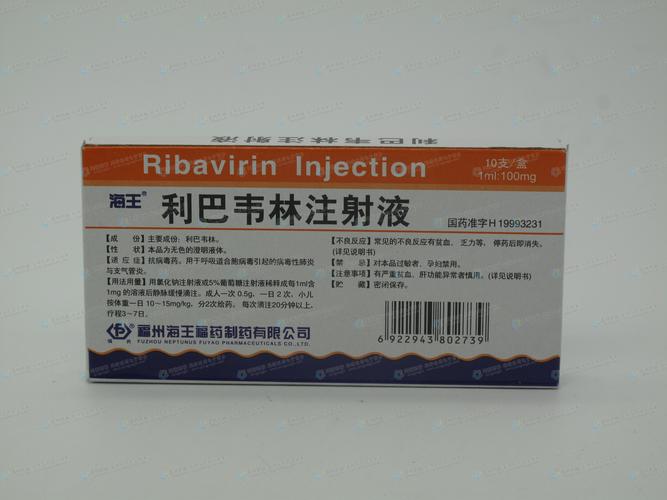 利巴韦林注射液
Ribavirin Injection
10支/盒
1ml:100mg
海王®
利巴韦林注射液
国药准字H19993231
【成　份】主要成份：利巴韦林。
【性　状】本品为无色的澄明液体。
【适应症】抗病毒药。用于呼吸道合胞病毒引起的病毒性肺炎
与支气管炎。
【用法用量】用氯化钠注射液或5%葡萄糖注射液稀释成每1ml含
1mg的溶液后静脉缓慢滴注。成人一次0.5g，一日2次，小儿
按体重一日10～15mg/kg，分2次给药。每次滴注20分钟以上，
疗程3～7日。
【不良反应】常见的不良反应有贫血、乏力等，停药后即消失。
(详见说明书)
【禁　忌】对本品过敏者、孕妇禁用。
【注意事项】有严重贫血、肝功能异常者慎用。(详见说明书)
【贮　藏】密闭保存。
福州海王福药制药有限公司
FUZHOU NEPTUNUS FUYAO PHARMACEUTICALS CO.,LTD.
6922943802739